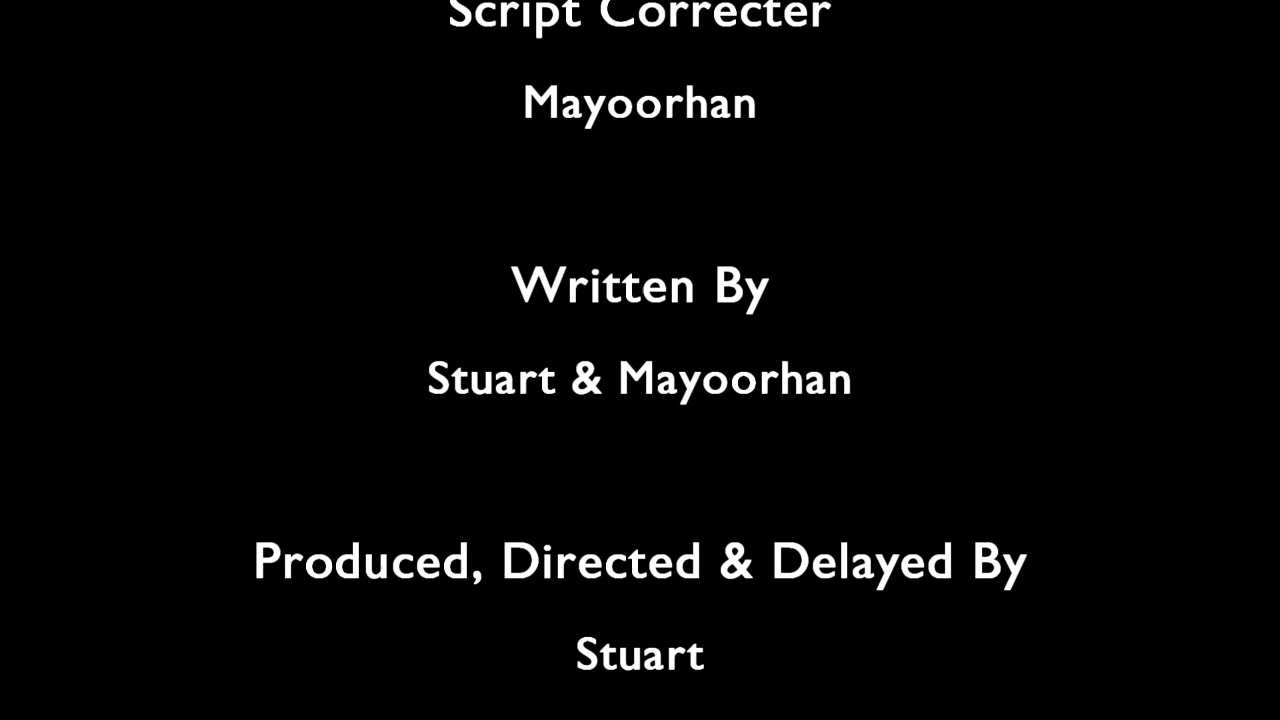 Script Correcter
Mayoorhan
Written By
Stuart & Mayoorhan
Produced, Directed & Delayed By
Stuart